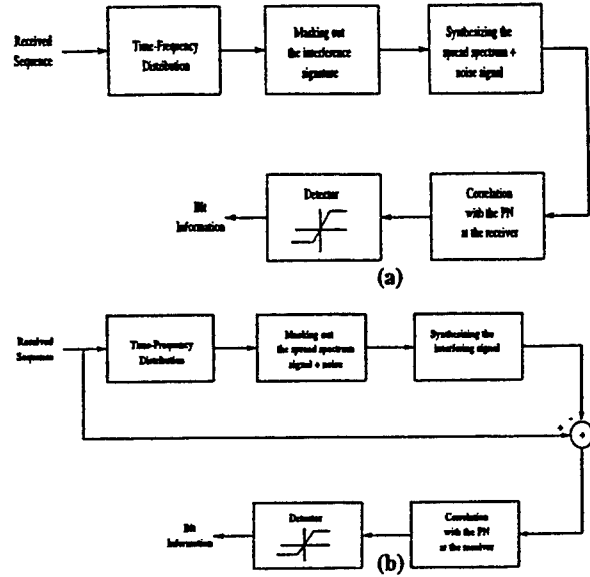 Received
Sequence
Time-Frequency
Distribution
Masking out
the interference
signature
Synthesizing the
spread spectrum +
noise signal
Bit
Information
Detector
Correlation
with the PN
at the receiver
(a)
Received
Sequence
Time-Frequency
Distribution
Masking out
the spread spectrum
signal + noise
Synthesizing the
interfering signal
-
+
+
Bit
Information
Detector
Correlation
with the PN
at the receiver
(b)